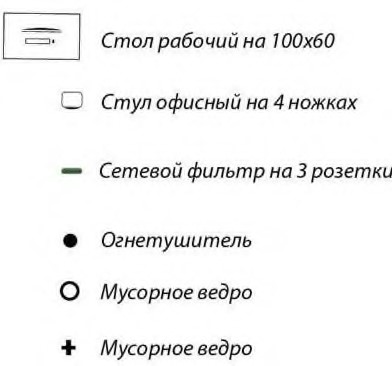 Стол рабочий на 100х60
Стул офисный на 4 ножках
Сетевой фильтр на 3 розетки
Огнетушитель
Мусорное ведро
Мусорное ведро